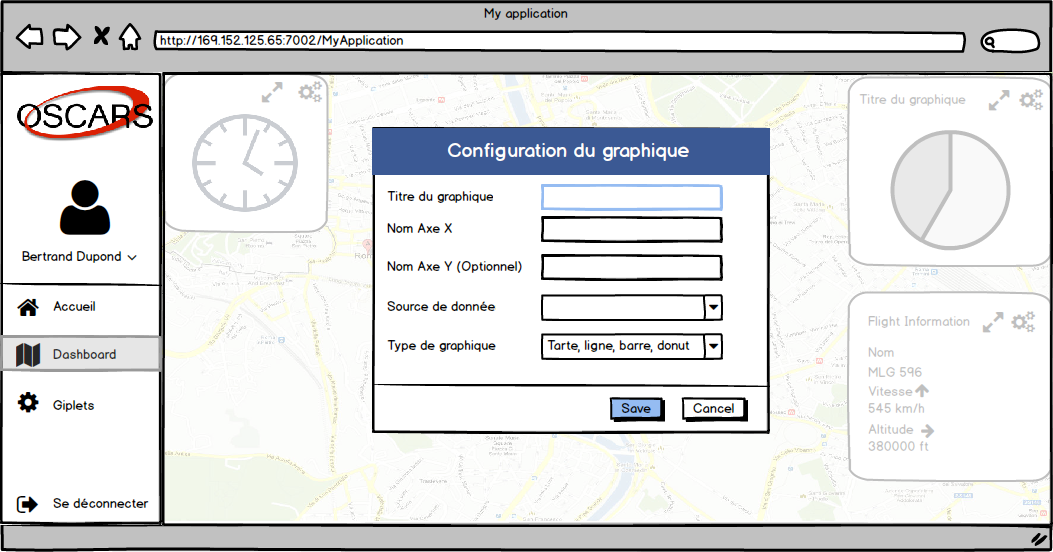 My application
http://169.152.125.65:7002/MyApplication
OSCARS
Bertrand Dupond
Accueil
Dashboard
Giplets
Se déconnecter
Configuration du graphique
Titre du graphique
Nom Axe X
Nom Axe Y (Optionnel)
Source de donnée
Type de graphique
Tarte, ligne, barre, donut
Save
Cancel
Titre du graphique
Flight Information
Nom
MLG 596
Vitesse
545 km/h
Altitude
380000 ft